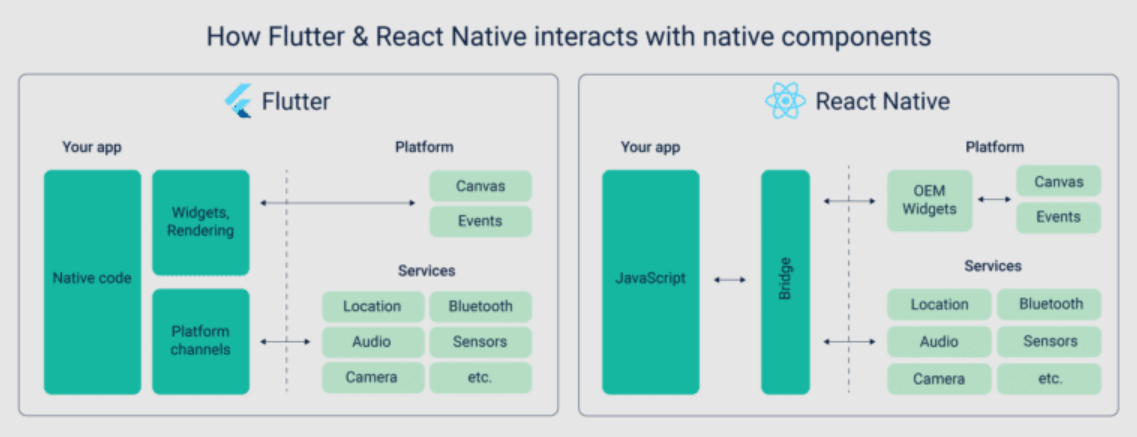 How Flutter & React Native interacts with native components
Flutter
Your app
Platform
Native code
Widgets,
Rendering
Platform
channels
Canvas
Events
Services
Location
Bluetooth
Audio
Sensors
Camera
etc.
React Native
Your app
Platform
JavaScript
Bridge
OEM
Widgets
Canvas
Events
Services
Location
Bluetooth
Audio
Sensors
Camera
etc.